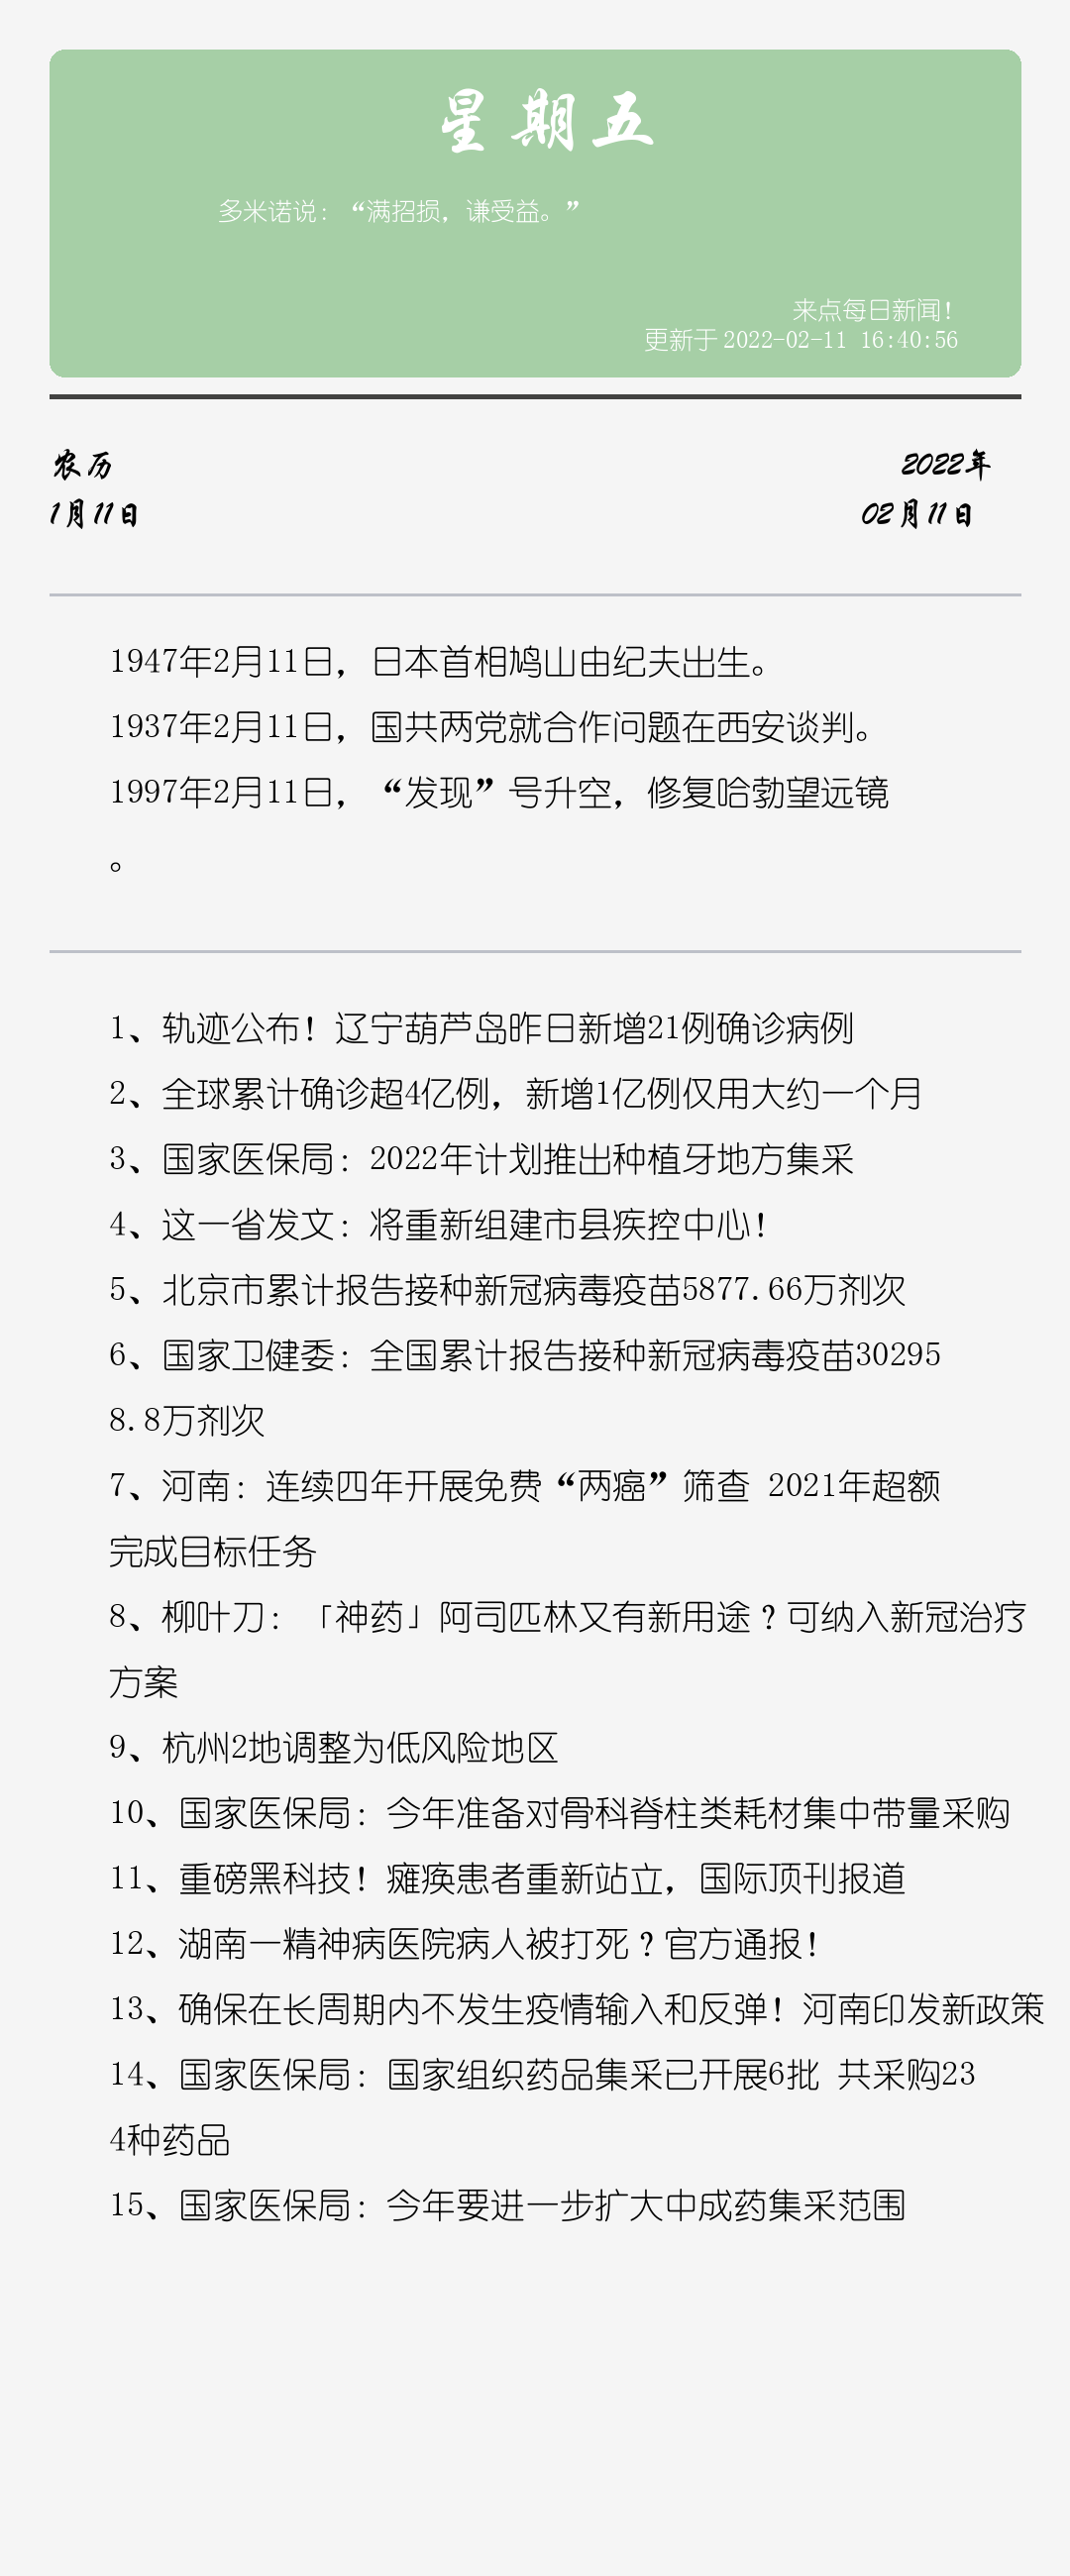 星期五
多米诺说：“满招损，谦受益。”
来点每日新闻！
更新于 2022-02-11 16:40:56
农历
2022年
1月11日
02月11日
1947年2月11日，日本首相鸠山由纪夫出生。
1937年2月11日，国共两党就合作问题在西安谈判。
1997年2月11日，“发现”号升空，修复哈勃望远镜
。
1、轨迹公布！辽宁葫芦岛昨日新增21例确诊病例
2、全球累计确诊超4亿例，新增1亿例仅用大约一个月
3、国家医保局：2022年计划推出种植牙地方集采
4、这一省发文：将重新组建市县疾控中心！
5、北京市累计报告接种新冠病毒疫苗5877.66万剂次
6、国家卫健委：全国累计报告接种新冠病毒疫苗30295
8.8万剂次
7、河南：连续四年开展免费“两癌”筛查 2021年超额
完成目标任务
8、柳叶刀：「神药」阿司匹林又有新用途？可纳入新冠治疗
方案
9、杭州2地调整为低风险地区
10、国家医保局：今年准备对骨科脊柱类耗材集中带量采购
11、重磅黑科技！瘫痪患者重新站立，国际顶刊报道
12、湖南一精神病医院病人被打死？官方通报！
13、确保在长周期内不发生疫情输入和反弹！河南印发新政策
14、国家医保局：国家组织药品集采已开展6批 共采购23
4种药品
15、国家医保局：今年要进一步扩大中成药集采范围